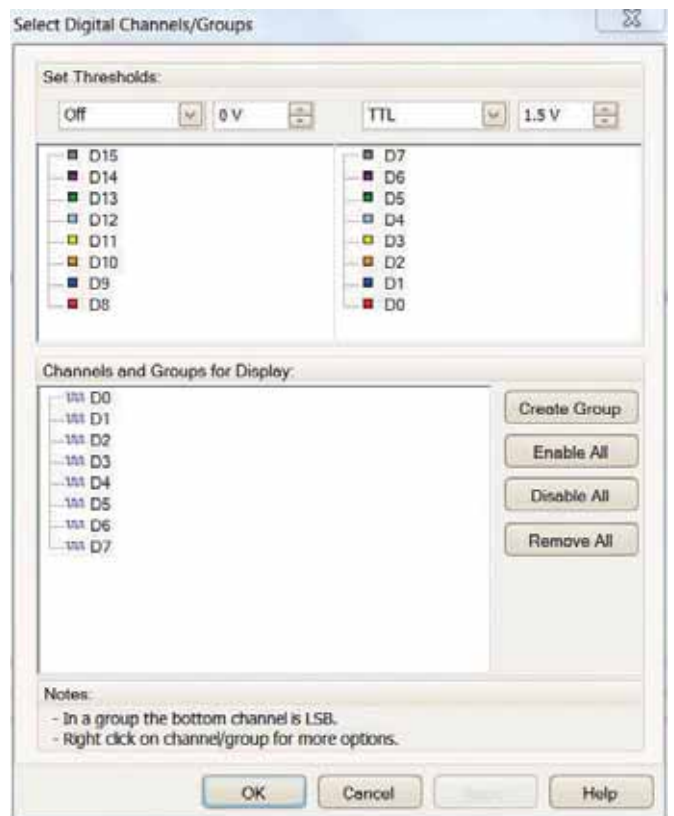 Select Digital Channels/Groups
Set Thresholds:
Off 0 V TTL 1.5 V
D15 D7
D14 D6
D13 D5
D12 D4
D11 D3
D10 D2
D9 D1
D8 D0
Channels and Groups for Display:
D0
D1
D2
D3
D4
D5
D6
D7
Create Group
Enable All
Disable All
Remove All
Notes:
- In a group the bottom channel is LSB.
- Right click on channel/group for more options.
OK Cancel Help